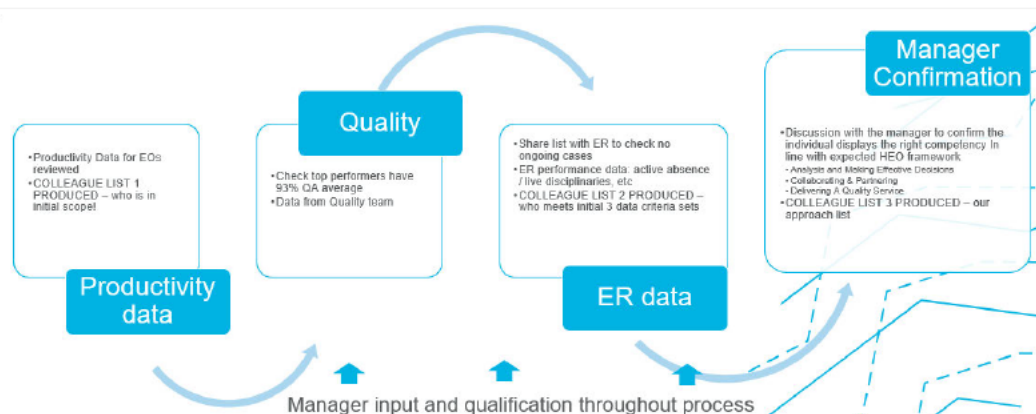 •Productivity Data for EOs
reviewed
•COLLEAGUE LIST 1
PRODUCED – who is in
initial scope!
Productivity
data
Quality
•Check top performers have
93% QA average
•Data from Quality team
•Share list with ER to check no
ongoing cases
•ER performance data: active absence
/ live disciplinaries, etc
•COLLEAGUE LIST 2 PRODUCED –
who meets initial 3 data criteria sets
ER data
Manager
Confirmation
•Discussion with the manager to confirm the
individual displays the right competency In
line with expected HEO framework
- Analysis and Making Effective Decisions
- Collaborating & Partnering
- Delivering A Quality Service
•COLLEAGUE LIST 3 PRODUCED – our
approach list
Manager input and qualification throughout process